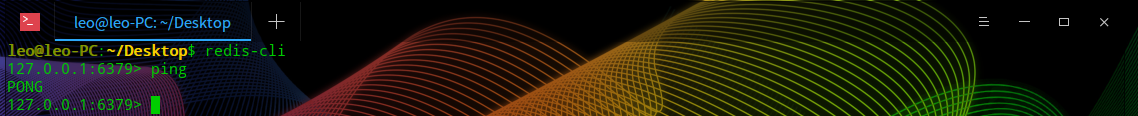 leo@leo-PC: ~/Desktop
leo@leo-PC:~/Desktop$ redis-cli
127.0.0.1:6379> ping
PONG
127.0.0.1:6379>